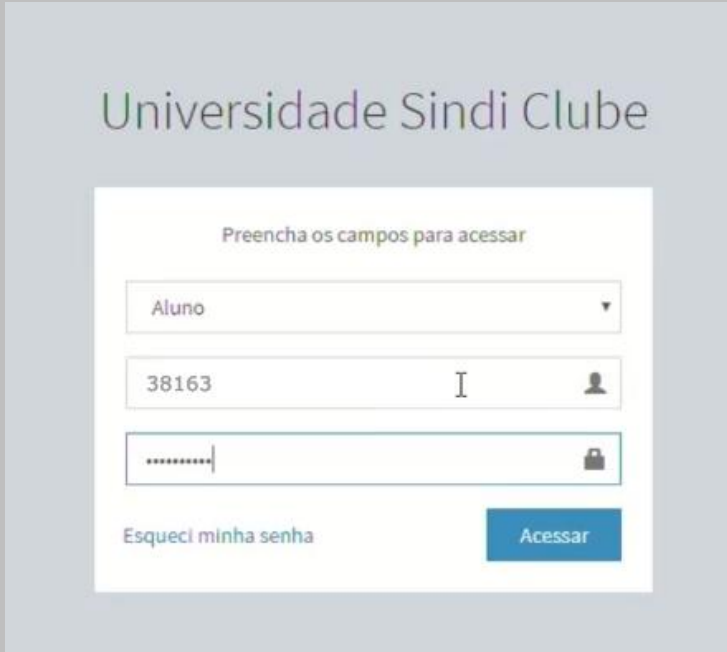 Universidade Sindi Clube
Preencha os campos para acessar
Aluno
38163
••••••••••
Esqueci minha senha
Acessar